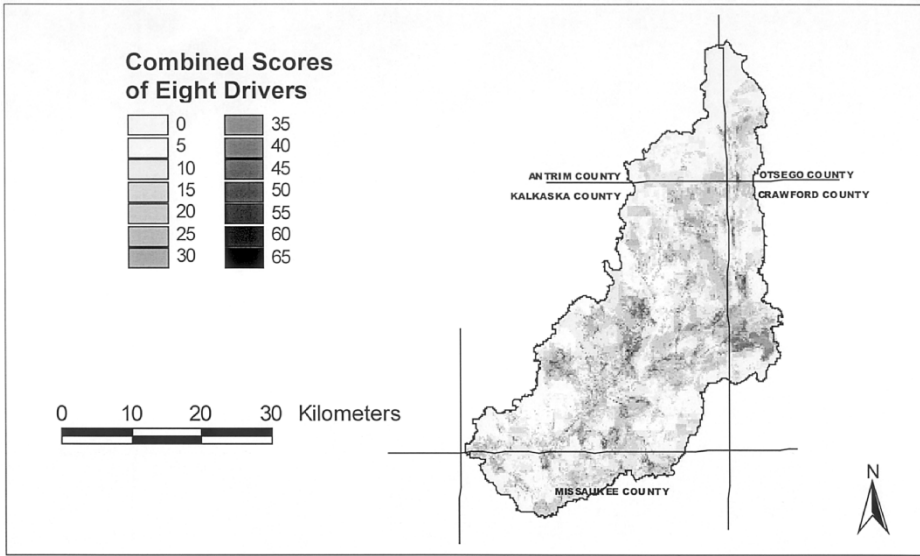 Combined Scores
of Eight Drivers
0 35
5 40
10 45
15 50
20 55
25 60
30 65
ANTRIM COUNTY OTSEGO COUNTY
KALKASKA COUNTY CRAWFORD COUNTY
0 10 20 30 Kilometers
MISSAUKEE COUNTY
N